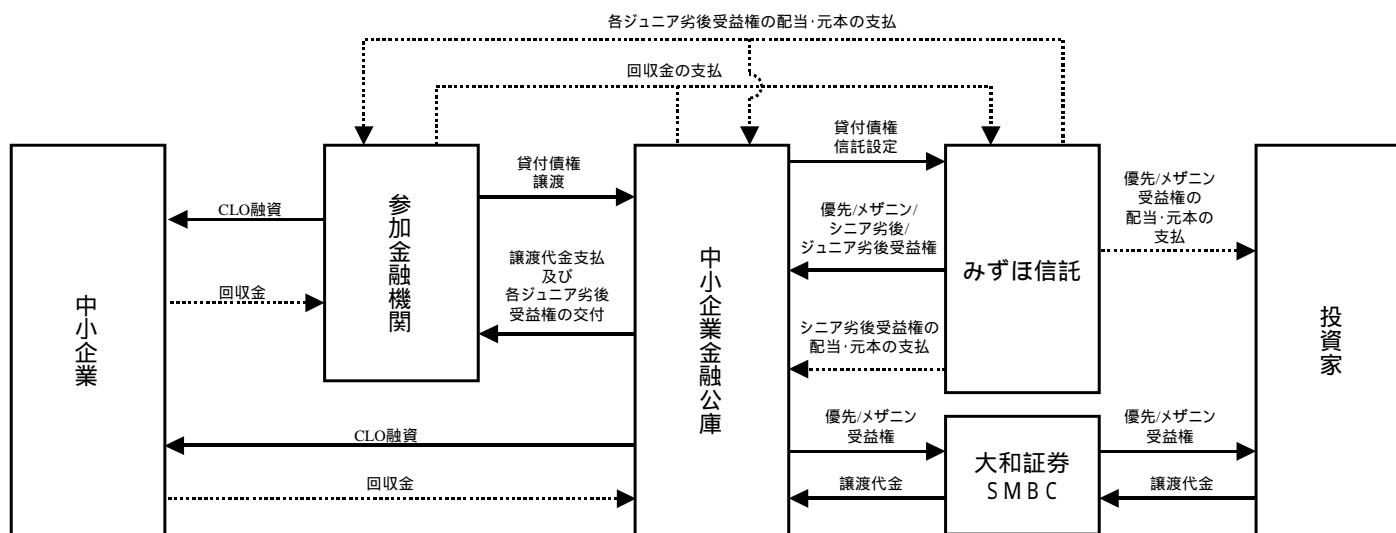 各ジュニア劣後受益権の配当・元本の支払
回収金の支払
貸付債権
信託設定
貸付債権
譲渡
優先/メザニン
受益権の
配当・元本の
支払
CLO融資
参加金融機関
優先/メザニン/
シニア劣後/
ジュニア劣後受益権
みずほ信託
中小企業
回収金
譲渡代金支払
及び
各ジュニア劣後
受益権の交付
中小企業金融公庫
シニア劣後受益権の
配当・元本の支払
投資家
CLO融資
優先/メザニン
受益権
大和証券
SMBC
優先/メザニン
受益権
回収金
譲渡代金
譲渡代金